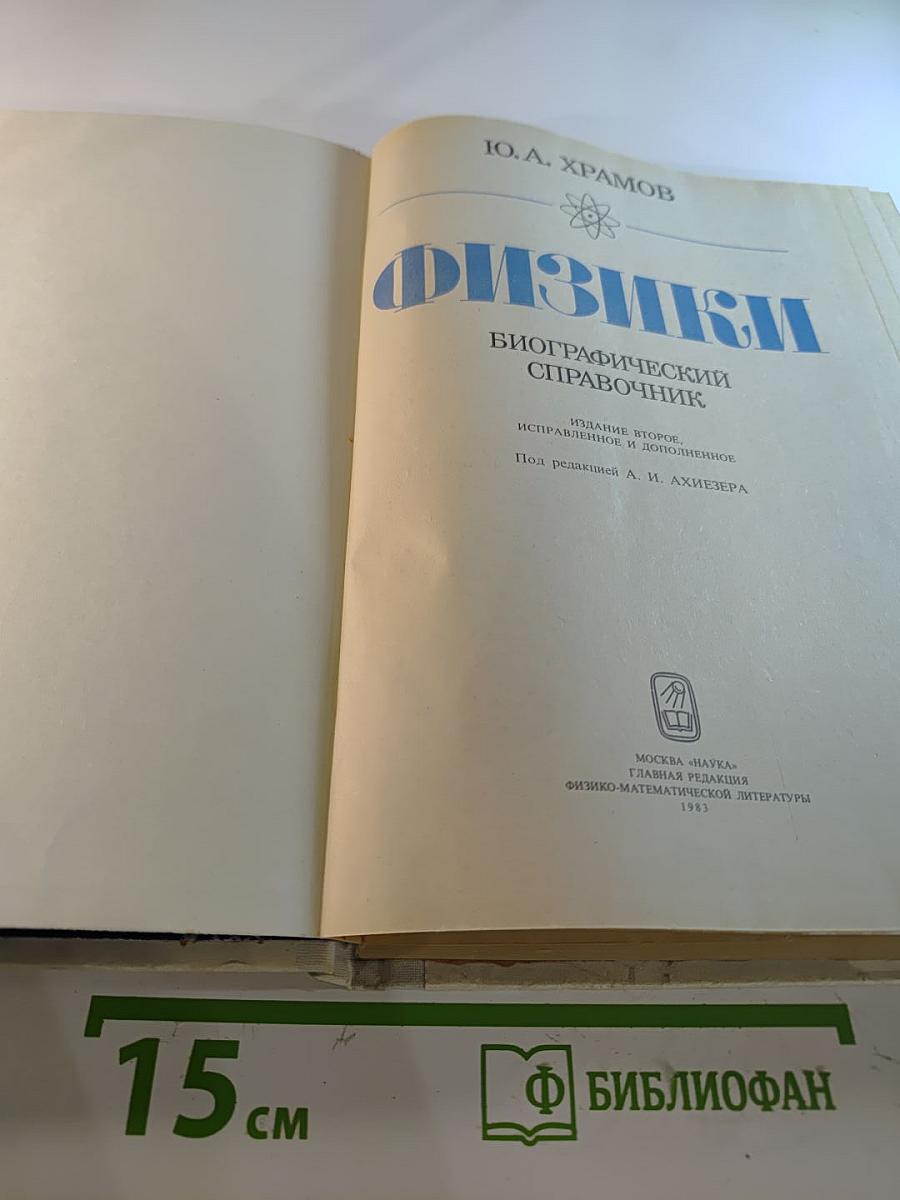 Ю. А. ХРАМОВ
ФИЗИКИ
БИОГРАФИЧЕСКИЙ
СПРАВОЧНИК
ИЗДАНИЕ ВТОРОЕ,
ИСПРАВЛЕННОЕ И ДОПОЛНЕННОЕ
Под редакцией А. И. АХИЕЗЕРА
МОСКВА «НАУКА»
ГЛАВНАЯ РЕДАКЦИЯ
ФИЗИКО-МАТЕМАТИЧЕСКОЙ ЛИТЕРАТУРЫ
1983
15 см
Ф БИБЛИОФАН